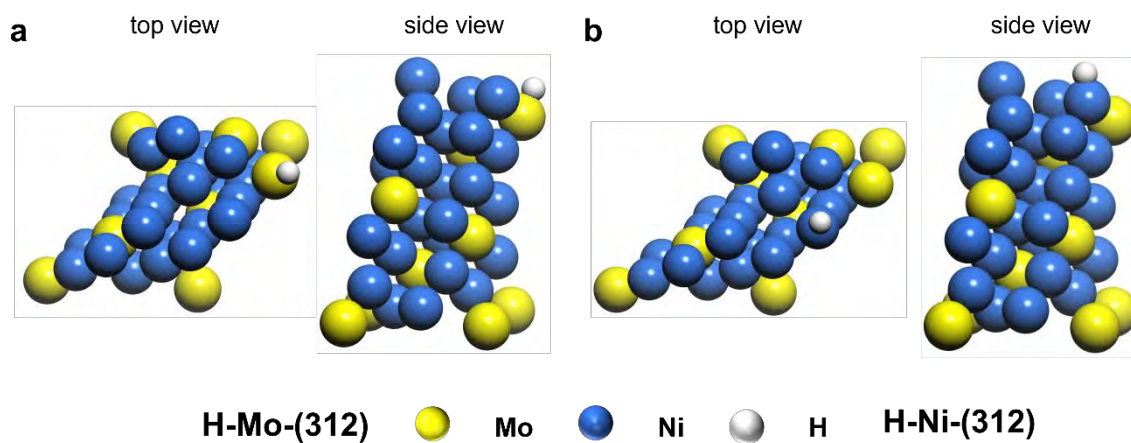 a top view side view b top view side view
H-Mo-(312) Mo Ni H H-Ni-(312)